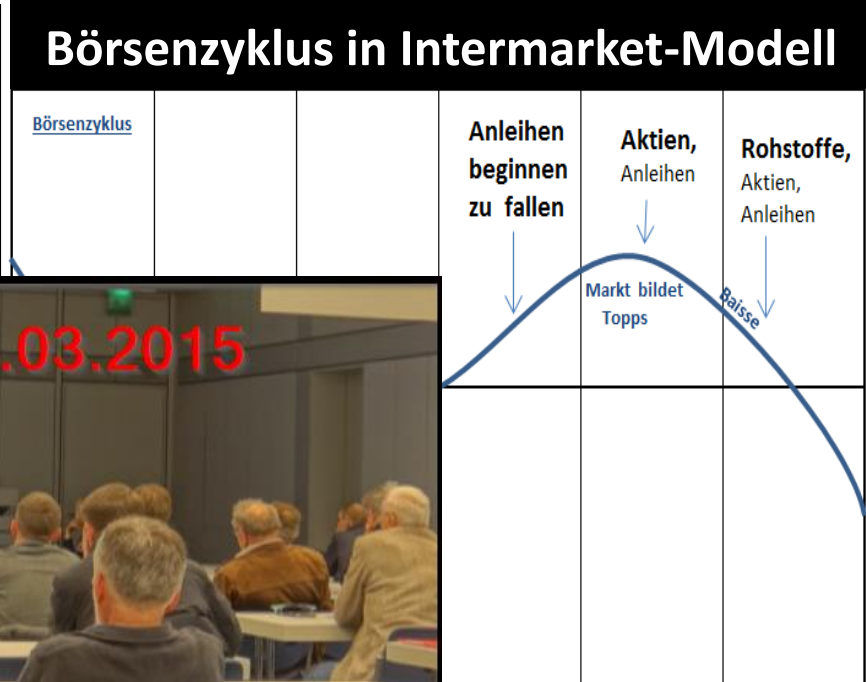 Börsenzyklus in Intermarket-Modell
Börsenzyklus
Anleihen
beginnen
zu fallen
Aktien,
Anleihen
Rohstoffe,
Aktien,
Anleihen
Markt bildet
Topps
Baisse
.03.2015